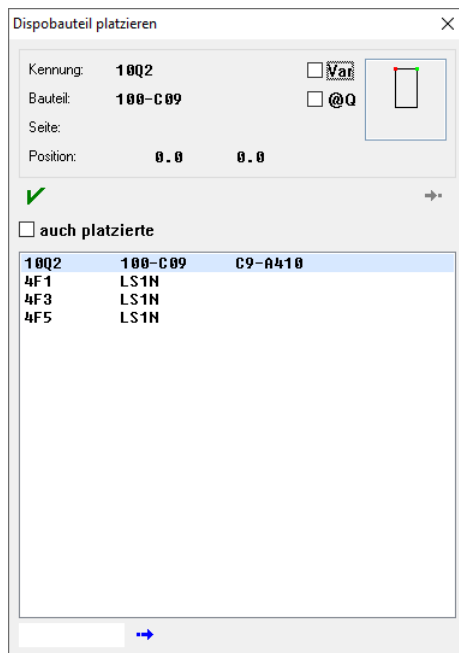 Dispobauteil platzieren
Kennung: 10Q2 Var
Bauteil: 100-C09 @Q
Seite:
Position: 0.0 0.0
auch platzierte
10Q2 100-C09 C9-A410
4F1 LS1N
4F3 LS1N
4F5 LS1N